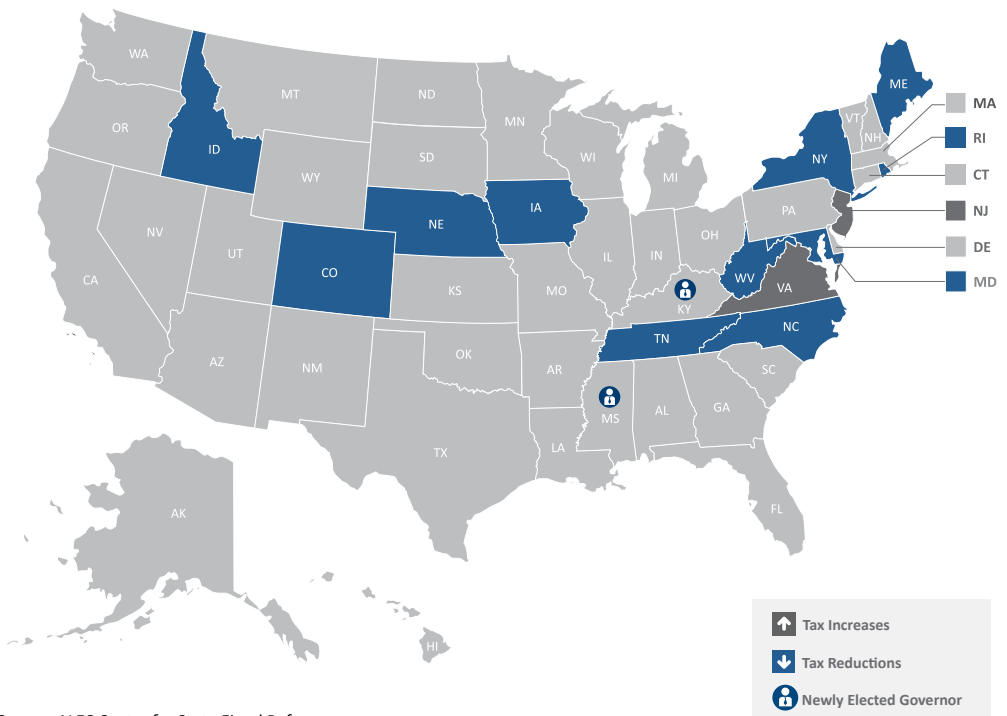 WA
MT
ND
MN
ME
VT
NH
MA
OR
ID
SD
WI
NY
RI
WY
MI
CT
NE
IA
PA
NJ
NV
UT
CO
IL
IN
OH
DE
CA
KS
MO
WV
VA
MD
KY
AZ
NM
OK
AR
TN
NC
SC
MS
AL
GA
TX
LA
AK
FL
HI
Tax Increases
Tax Reductions
Newly Elected Governor